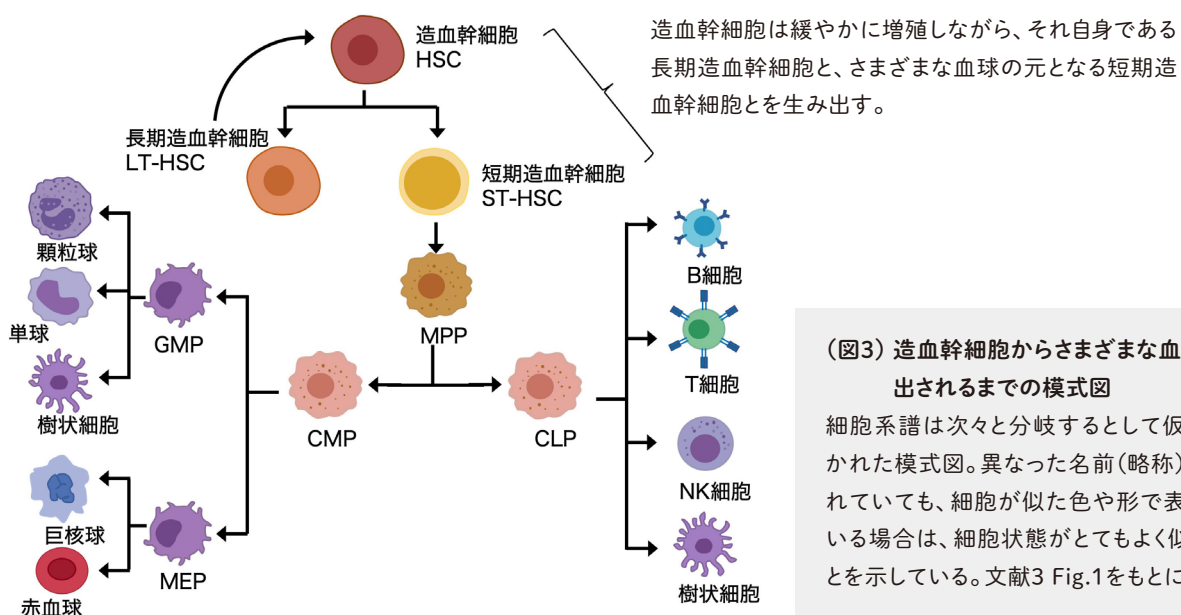 造血幹細胞
HSC
造血幹細胞は緩やかに増殖しながら、それ自身である
長期造血幹細胞と、さまざまな血球の元となる短期造
血幹細胞とを生み出す。
長期造血幹細胞
LT-HSC
短期造血幹細胞
ST-HSC
顆粒球
単球
樹状細胞
GMP
巨核球
赤血球
MEP
CMP
MPP
CLP
B細胞
T細胞
NK細胞
樹状細胞
(図3) 造血幹細胞からさまざまな血
出されるまでの模式図
細胞系譜は次々と分岐するとして仮
かれた模式図。異なった名前(略称)
れていても、細胞が似た色や形で表
いる場合は、細胞状態がとてもよく似
とを示している。文献3 Fig.1をもとに